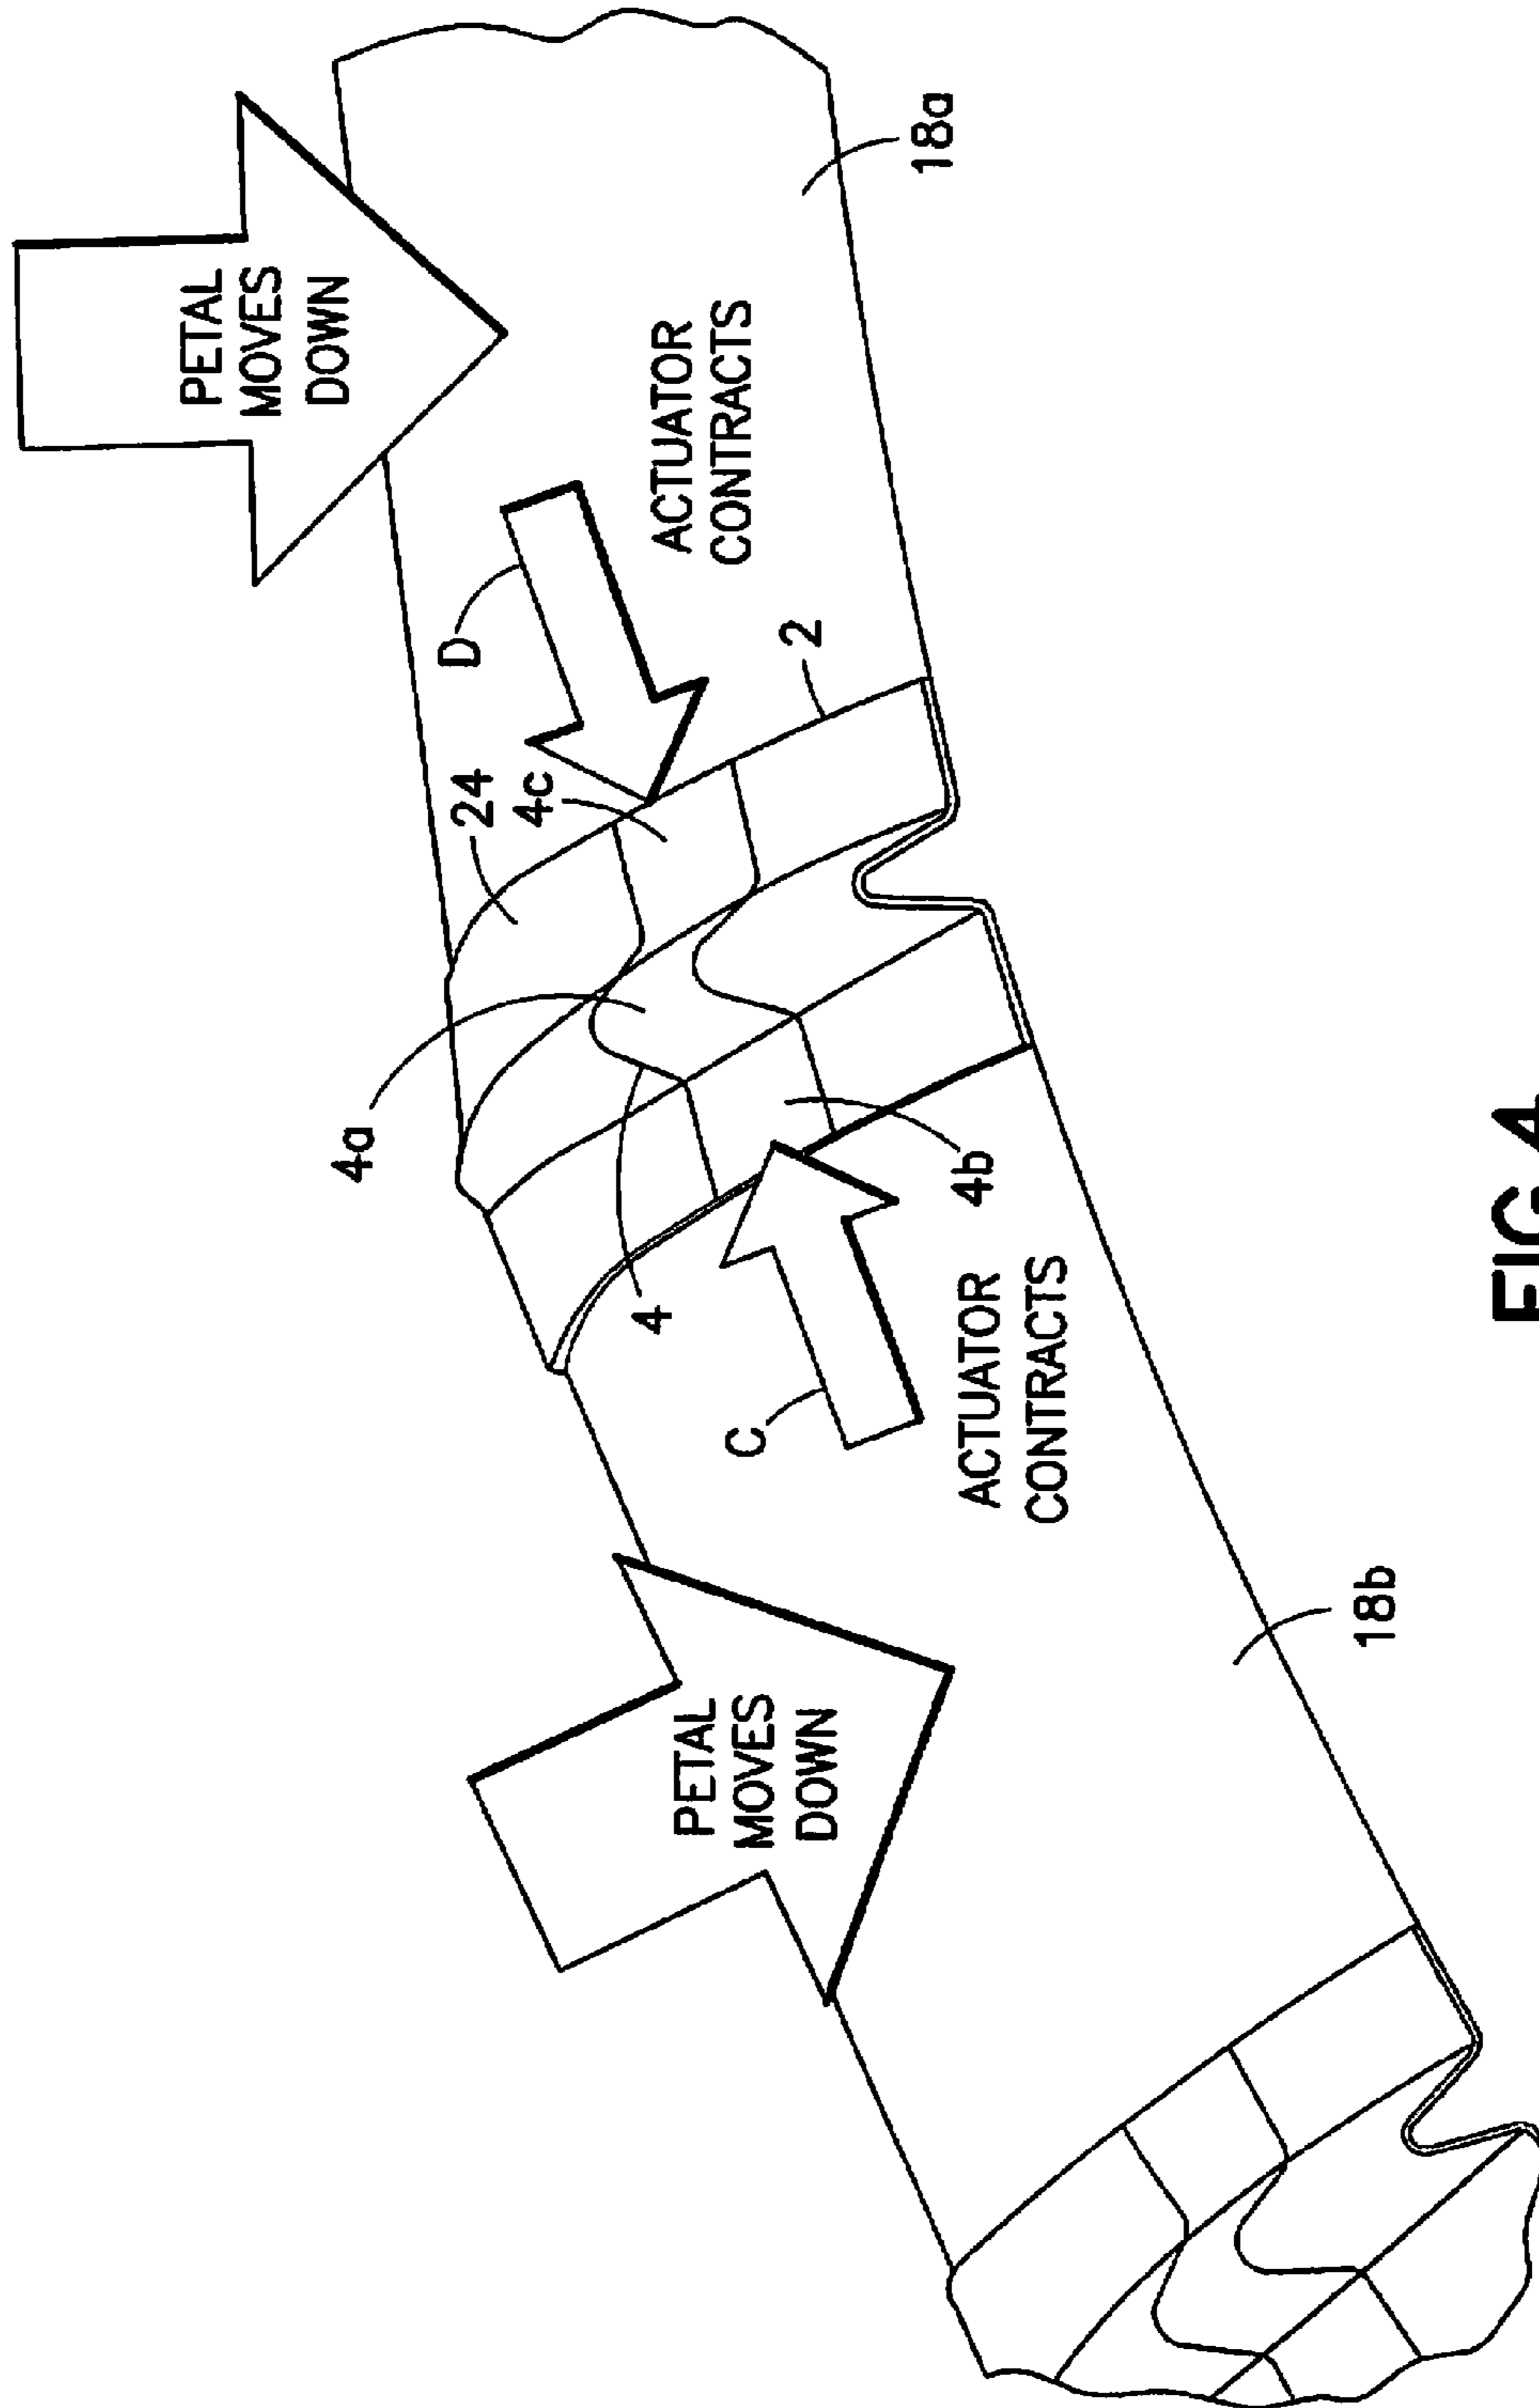 PETAL
MOVES
DOWN
4a
D
24
4c
4
ACTUATOR
CONTRACTS
PETAL
MOVES
DOWN
C
2
18a
4b
ACTUATOR
CONTRACTS
18b
FIG.4